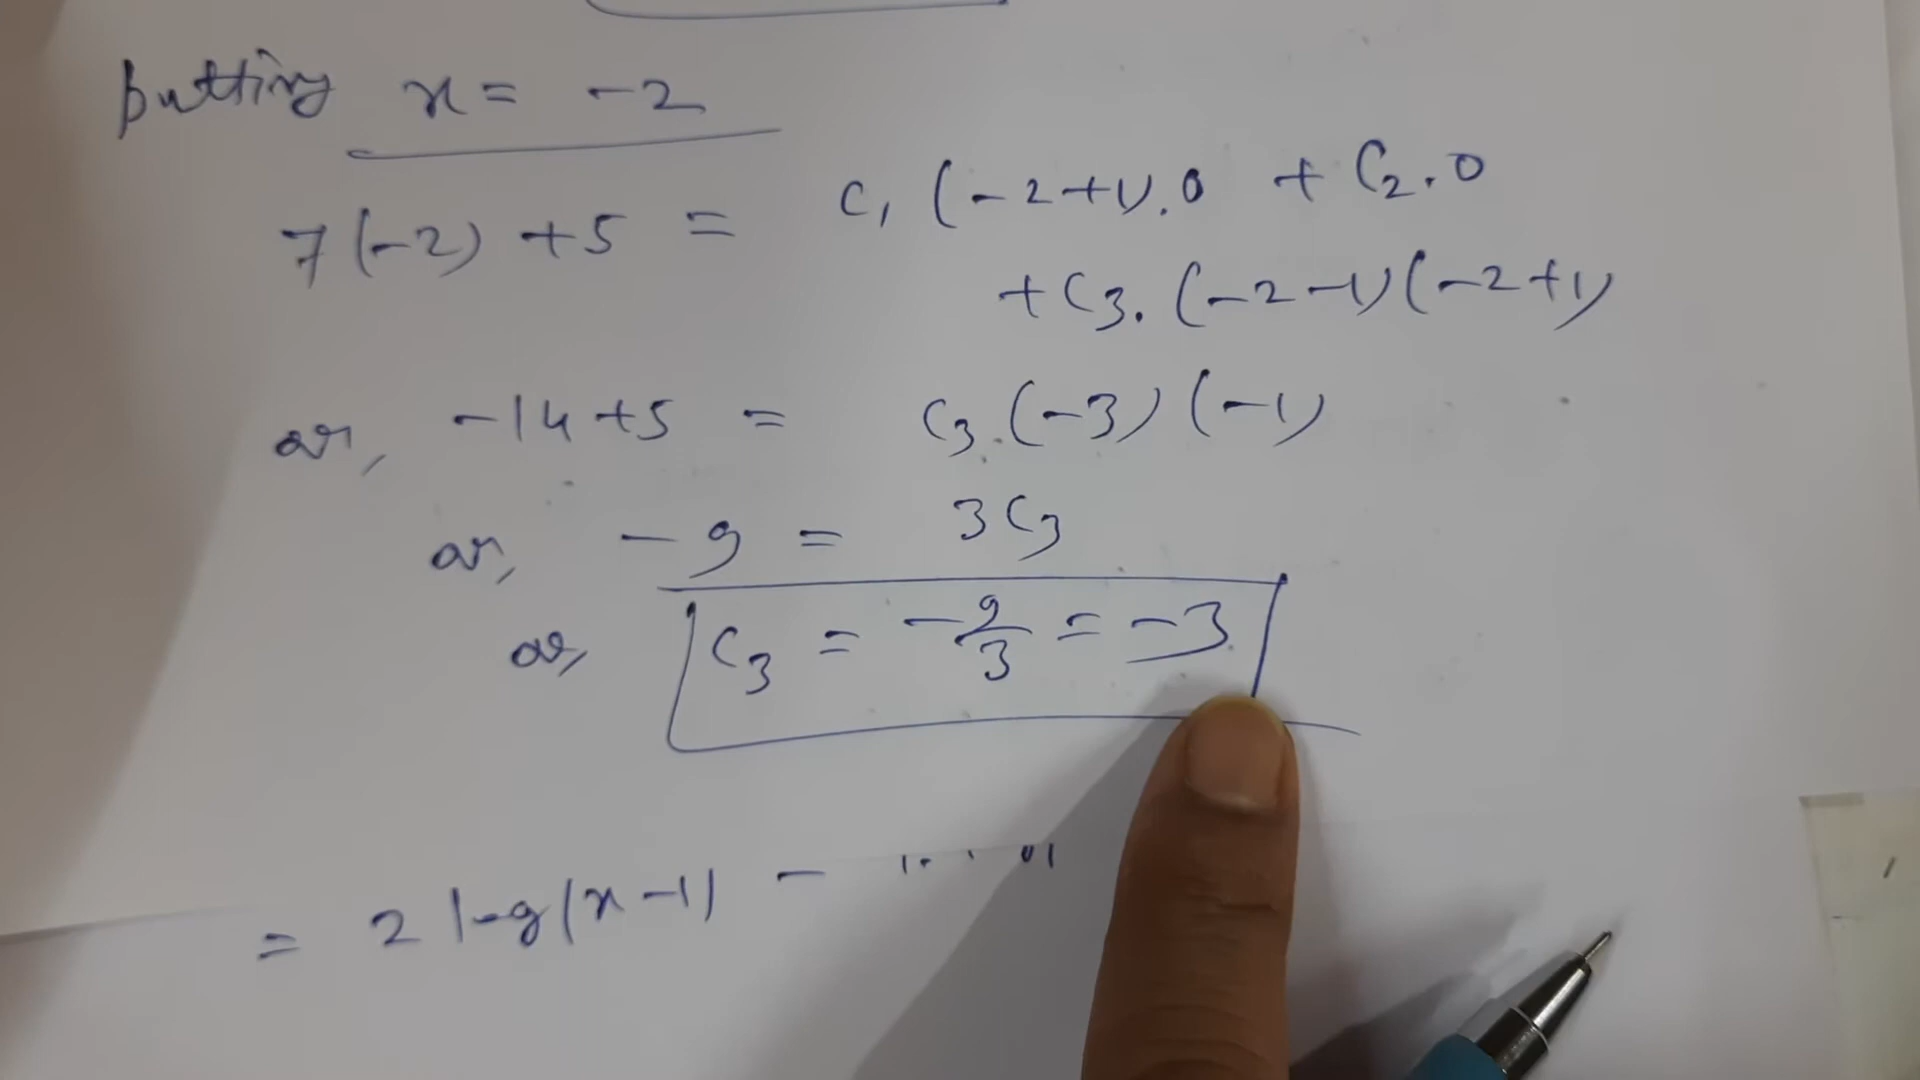 putting x = -2
7(-2) +5 = C₁ (-2+1).0 + C₂.0
+C₃. (-2-1)(-2+1)
or, -14+5 = C₃.(-3)(-1)
or, -9 = 3C₃
or, C₃ = -9/3 = -3
= 2 log(x-1) -